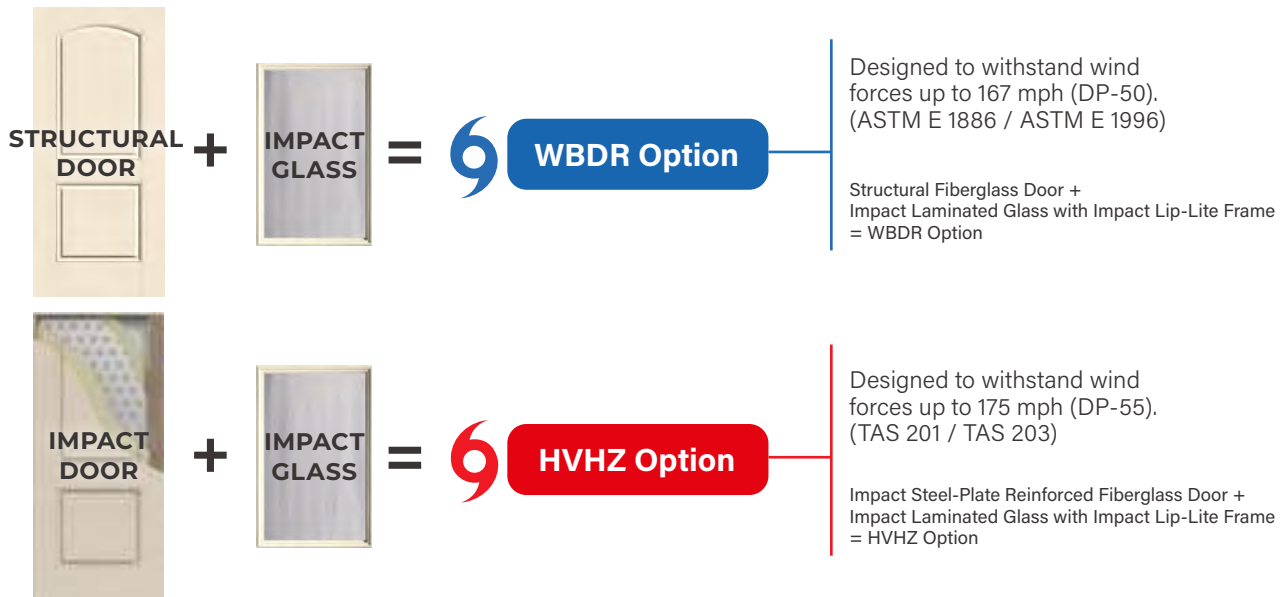 STRUCTURAL
DOOR
+
IMPACT
GLASS
=
WBDR Option
Designed to withstand wind
forces up to 167 mph (DP-50).
(ASTM E 1886 / ASTM E 1996)
Structural Fiberglass Door +
Impact Laminated Glass with Impact Lip-Lite Frame
= WBDR Option
IMPACT
DOOR
+
IMPACT
GLASS
=
HVHZ Option
Designed to withstand wind
forces up to 175 mph (DP-55).
(TAS 201 / TAS 203)
Impact Steel-Plate Reinforced Fiberglass Door +
Impact Laminated Glass with Impact Lip-Lite Frame
= HVHZ Option